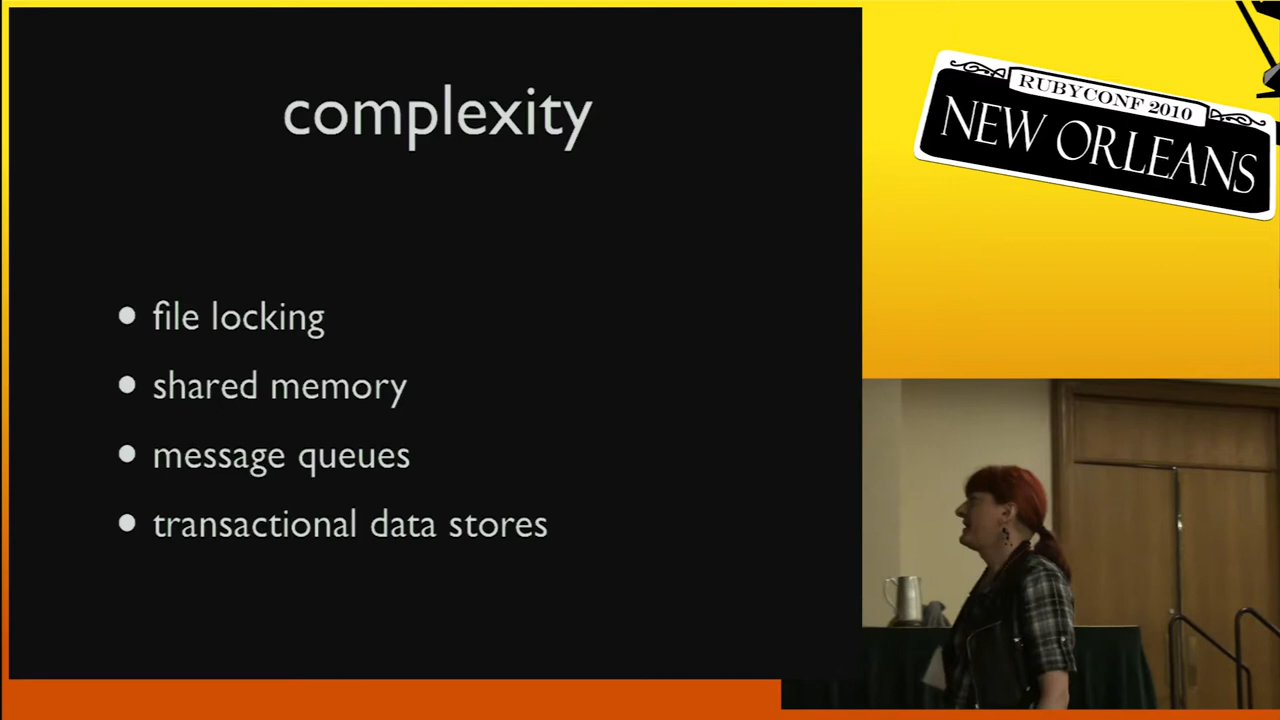 complexity
• file locking
• shared memory
• message queues
• transactional data stores
RUBYCONF 2010
NEW ORLEANS